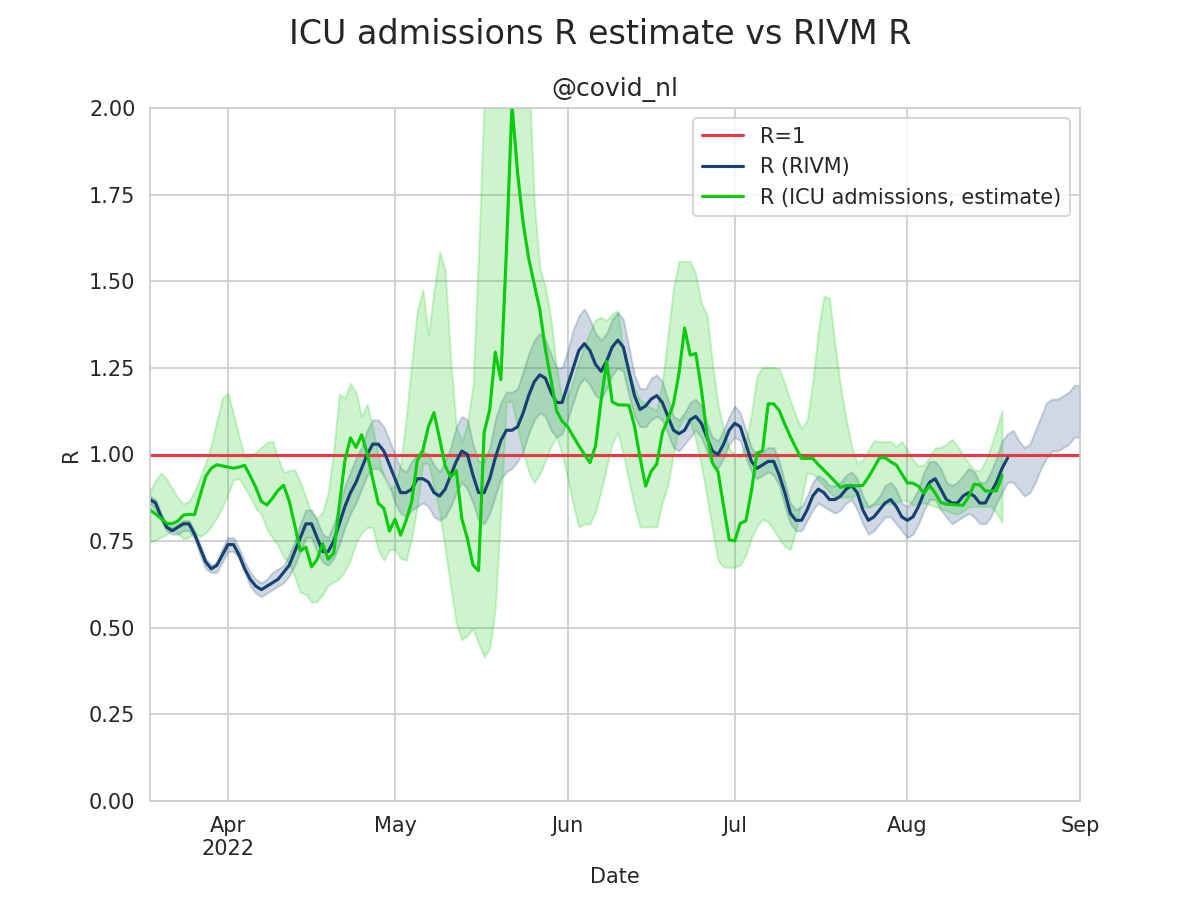 ICU admissions R estimate vs RIVM R
@covid_nl
R=1
R (RIVM)
R (ICU admissions, estimate)
2.00
1.75
1.50
1.25
1.00
0.75
0.50
0.25
0.00
R
Apr May Jun Jul Aug Sep
2022
Date